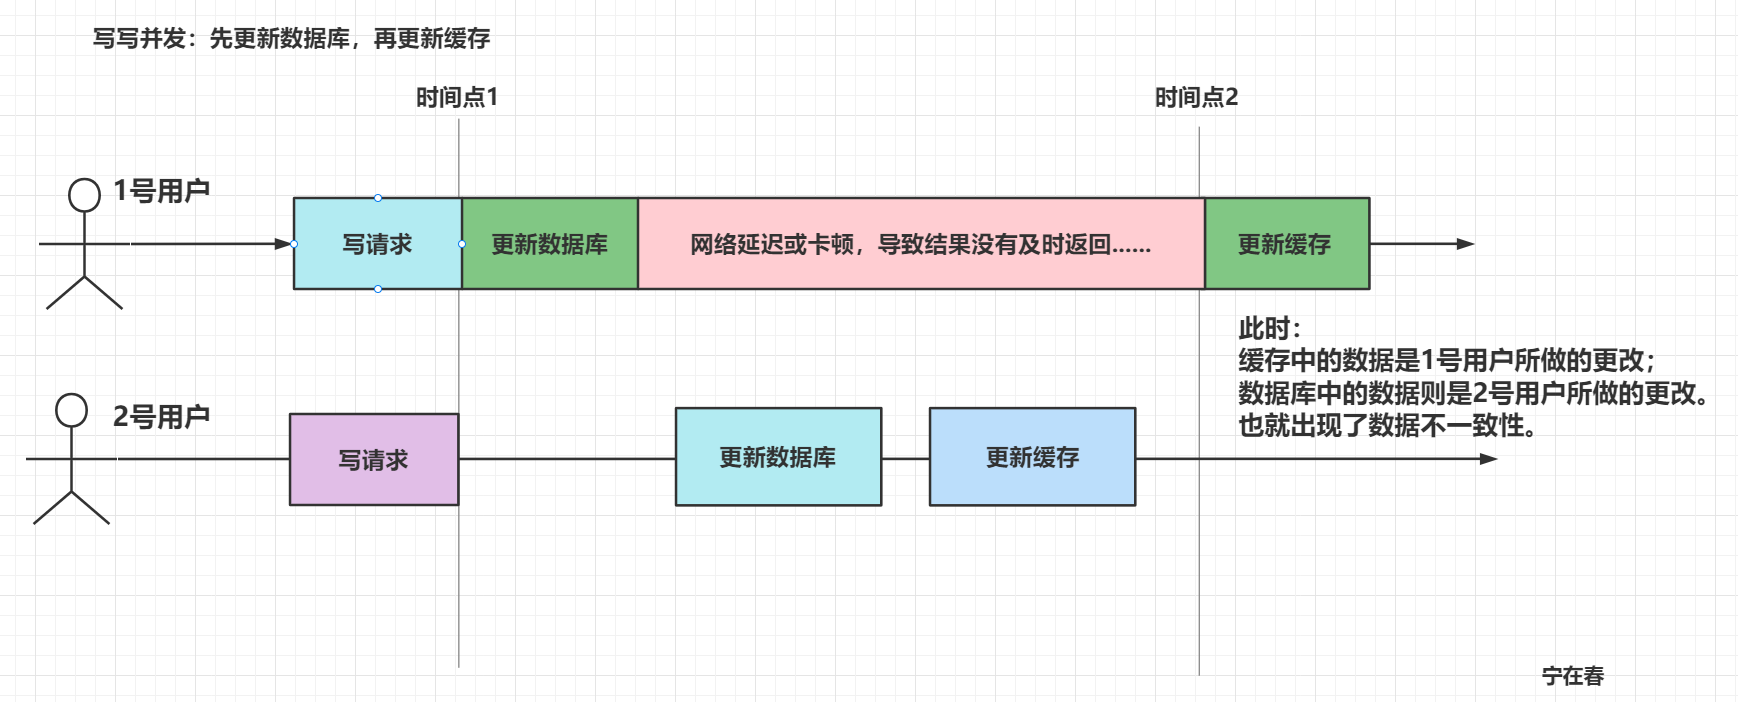 写写并发：先更新数据库，再更新缓存
时间点1
时间点2
1号用户
写请求
更新数据库
网络延迟或卡顿，导致结果没有及时返回......
更新缓存
此时：
缓存中的数据是1号用户所做的更改；
数据库中的数据则是2号用户所做的更改。
也就出现了数据不一致性。
2号用户
写请求
更新数据库
更新缓存
宁在春